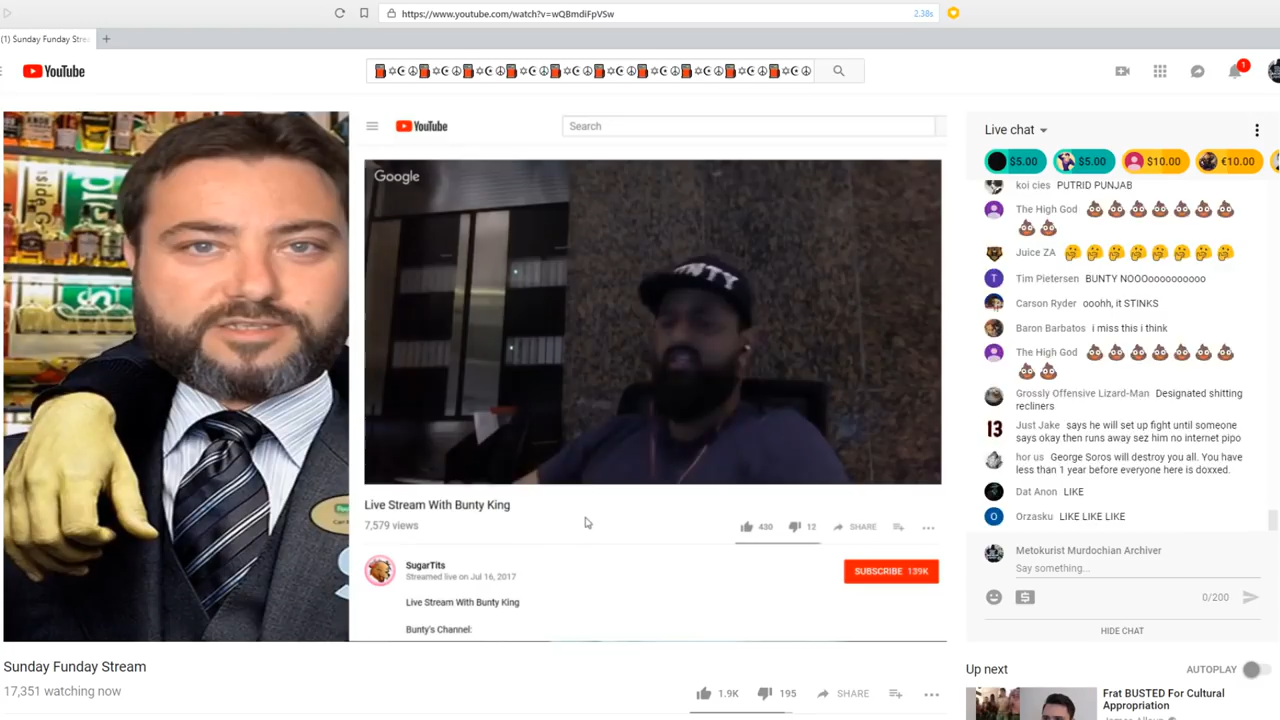 https://www.youtube.com/watch?v=wQBmdiFpVSw
2.38s
(1) Sunday Funday Stre
YouTube
1
YouTube
Search
Google
BUNTY
Live Stream With Bunty King
7,579 views
430
12
SHARE
SugarTits
Streamed live on Jul 16, 2017
SUBSCRIBE 139K
Live Stream With Bunty King
Bunty's Channel:
Sunday Funday Stream
17,351 watching now
1.9K
195
SHARE
Live chat
$5.00
$5.00
$10.00
€10.00
koi cies PUTRID PUNJAB
The High God 💩💩💩💩💩💩💩
💩💩
Juice ZA 🤔🤔🤔🤔🤔🤔🤔🤔
Tim Pietersen BUNTY NOOOoooooooooo
Carson Ryder ooohh, it STINKS
Baron Barbatos i miss this i think
The High God 💩💩💩💩💩💩💩
💩💩
Grossly Offensive Lizard-Man Designated shitting
recliners
13
Just Jake says he will set up fight until someone
says okay then runs away sez him no internet pipo
hor us George Soros will destroy you all. You have
less than 1 year before everyone here is doxxed.
Dat Anon LIKE
Orzasku LIKE LIKE LIKE
Metokurist Murdochian Archiver
Say something...
0/200
HIDE CHAT
Up next
AUTOPLAY
Frat BUSTED For Cultural
Appropriation